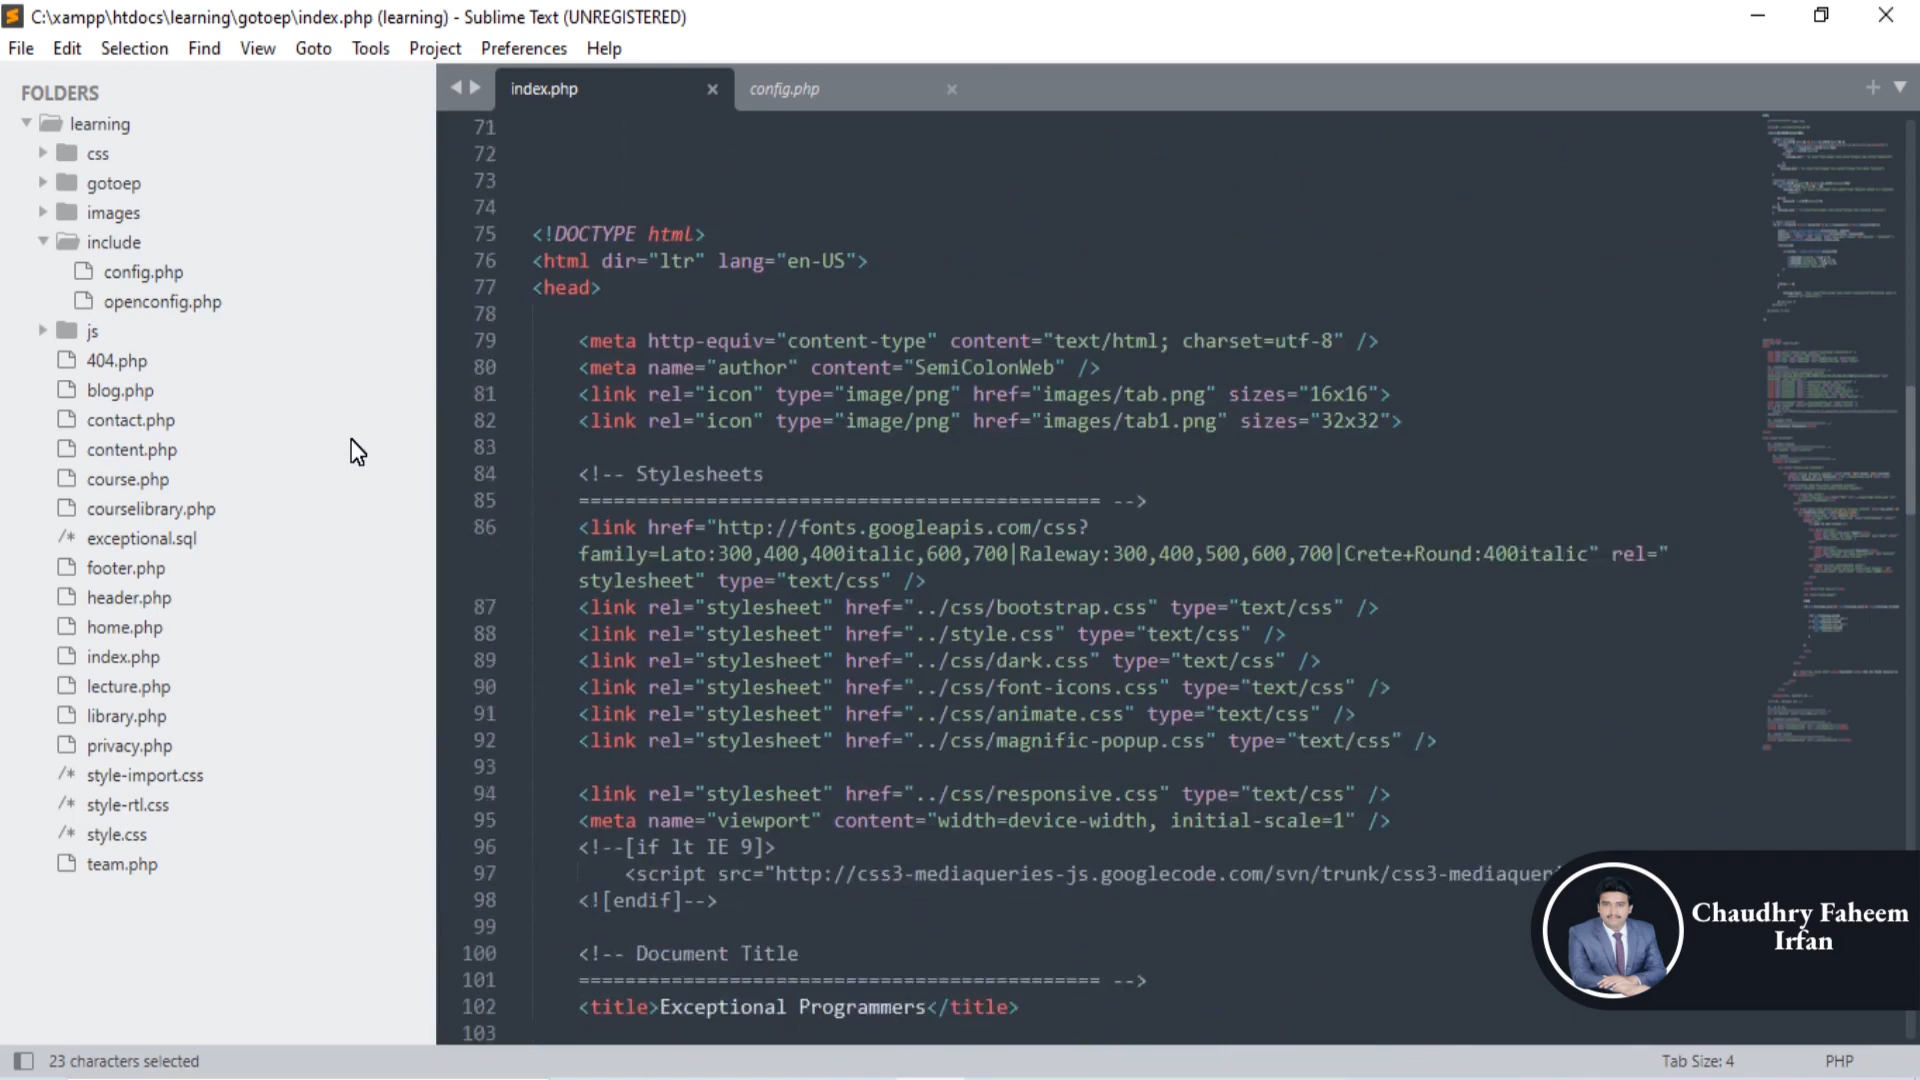 C:\xampp\htdocs\learning\gotoep\index.php (learning) - Sublime Text (UNREGISTERED)
File Edit Selection Find View Goto Tools Project Preferences Help
FOLDERS
learning
css
gotoep
images
include
config.php
openconfig.php
js
404.php
blog.php
contact.php
content.php
course.php
courselibrary.php
/* exceptional.sql
footer.php
header.php
home.php
index.php
lecture.php
library.php
privacy.php
/* style-import.css
/* style-rtl.css
/* style.css
team.php
index.php × config.php ×
71
72
73
74
75 <!DOCTYPE html>
76 <html dir="ltr" lang="en-US">
77 <head>
78
79 <meta http-equiv="content-type" content="text/html; charset=utf-8" />
80 <meta name="author" content="SemiColonWeb" />
81 <link rel="icon" type="image/png" href="images/tab.png" sizes="16x16">
82 <link rel="icon" type="image/png" href="images/tab1.png" sizes="32x32">
83
84 <!-- Stylesheets
85 ============================================= -->
86 <link href="http://fonts.googleapis.com/css?
family=Lato:300,400,400italic,600,700|Raleway:300,400,500,600,700|Crete+Round:400italic" rel="
stylesheet" type="text/css" />
87 <link rel="stylesheet" href="../css/bootstrap.css" type="text/css" />
88 <link rel="stylesheet" href="../style.css" type="text/css" />
89 <link rel="stylesheet" href="../css/dark.css" type="text/css" />
90 <link rel="stylesheet" href="../css/font-icons.css" type="text/css" />
91 <link rel="stylesheet" href="../css/animate.css" type="text/css" />
92 <link rel="stylesheet" href="../css/magnific-popup.css" type="text/css" />
93
94 <link rel="stylesheet" href="../css/responsive.css" type="text/css" />
95 <meta name="viewport" content="width=device-width, initial-scale=1" />
96 <!--[if lt IE 9]>
97 <script src="http://css3-mediaqueries-js.googlecode.com/svn/trunk/css3-mediaqueri
98 <![endif]-->
99
100 <!-- Document Title
101 ============================================= -->
102 <title>Exceptional Programmers</title>
103
Chaudhry Faheem
Irfan
23 characters selected
Tab Size: 4 PHP